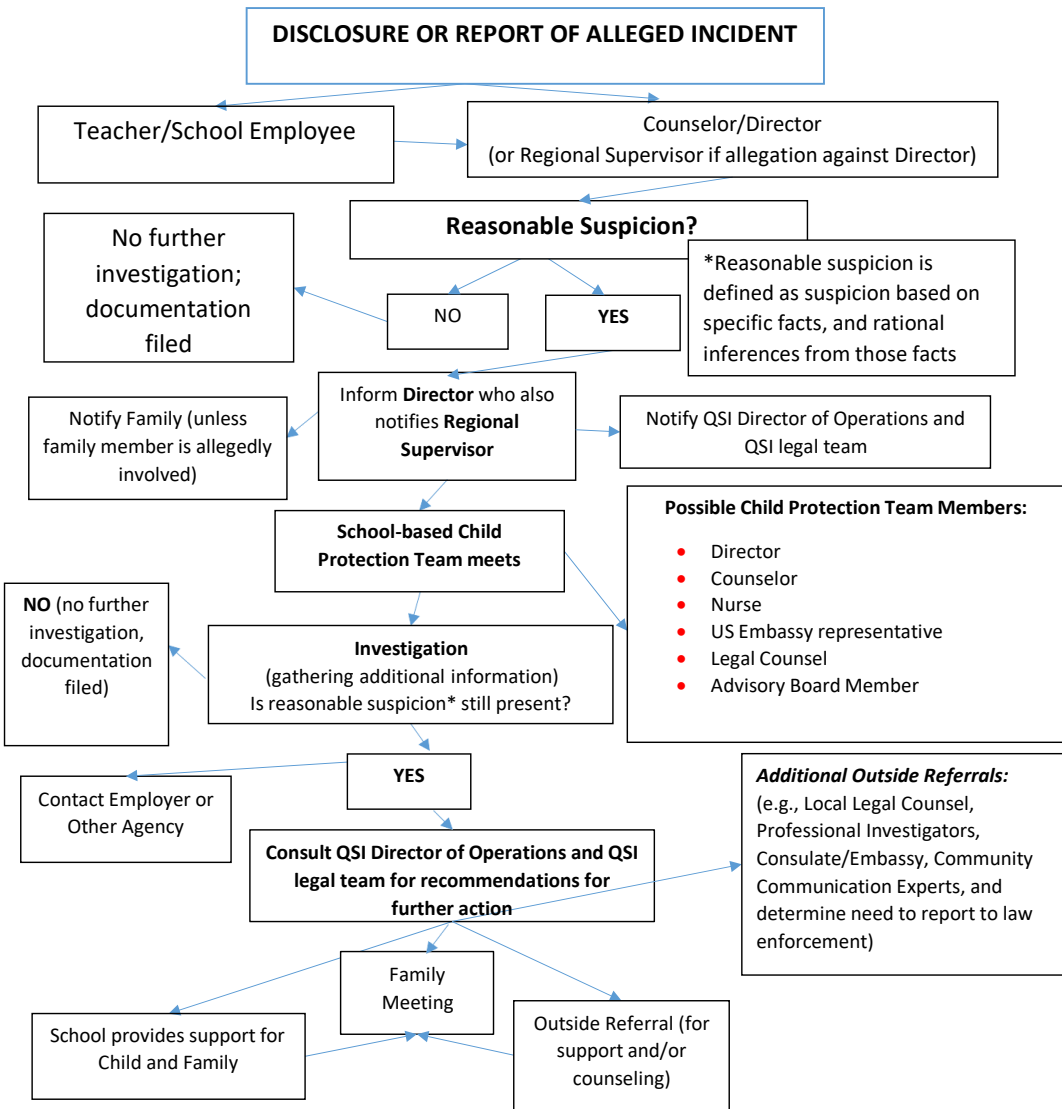 DISCLOSURE OR REPORT OF ALLEGED INCIDENT
Teacher/School Employee
Counselor/Director
(or Regional Supervisor if allegation against Director)
Reasonable Suspicion?
No further
investigation;
documentation
filed
NO
YES
*Reasonable suspicion is
defined as suspicion based on
specific facts, and rational
inferences from those facts
Inform Director who also
notifies Regional
Supervisor
Notify Family (unless
family member is allegedly
involved)
Notify QSI Director of Operations and
QSI legal team
School-based Child
Protection Team meets
Possible Child Protection Team Members:
• Director
• Counselor
• Nurse
• US Embassy representative
• Legal Counsel
• Advisory Board Member
NO (no further
investigation,
documentation
filed)
Investigation
(gathering additional information)
Is reasonable suspicion* still present?
YES
Contact Employer or
Other Agency
Additional Outside Referrals:
(e.g., Local Legal Counsel,
Professional Investigators,
Consulate/Embassy, Community
Communication Experts, and
determine need to report to law
enforcement)
Consult QSI Director of Operations and QSI
legal team for recommendations for
further action
Family
Meeting
School provides support for
Child and Family
Outside Referral (for
support and/or
counseling)